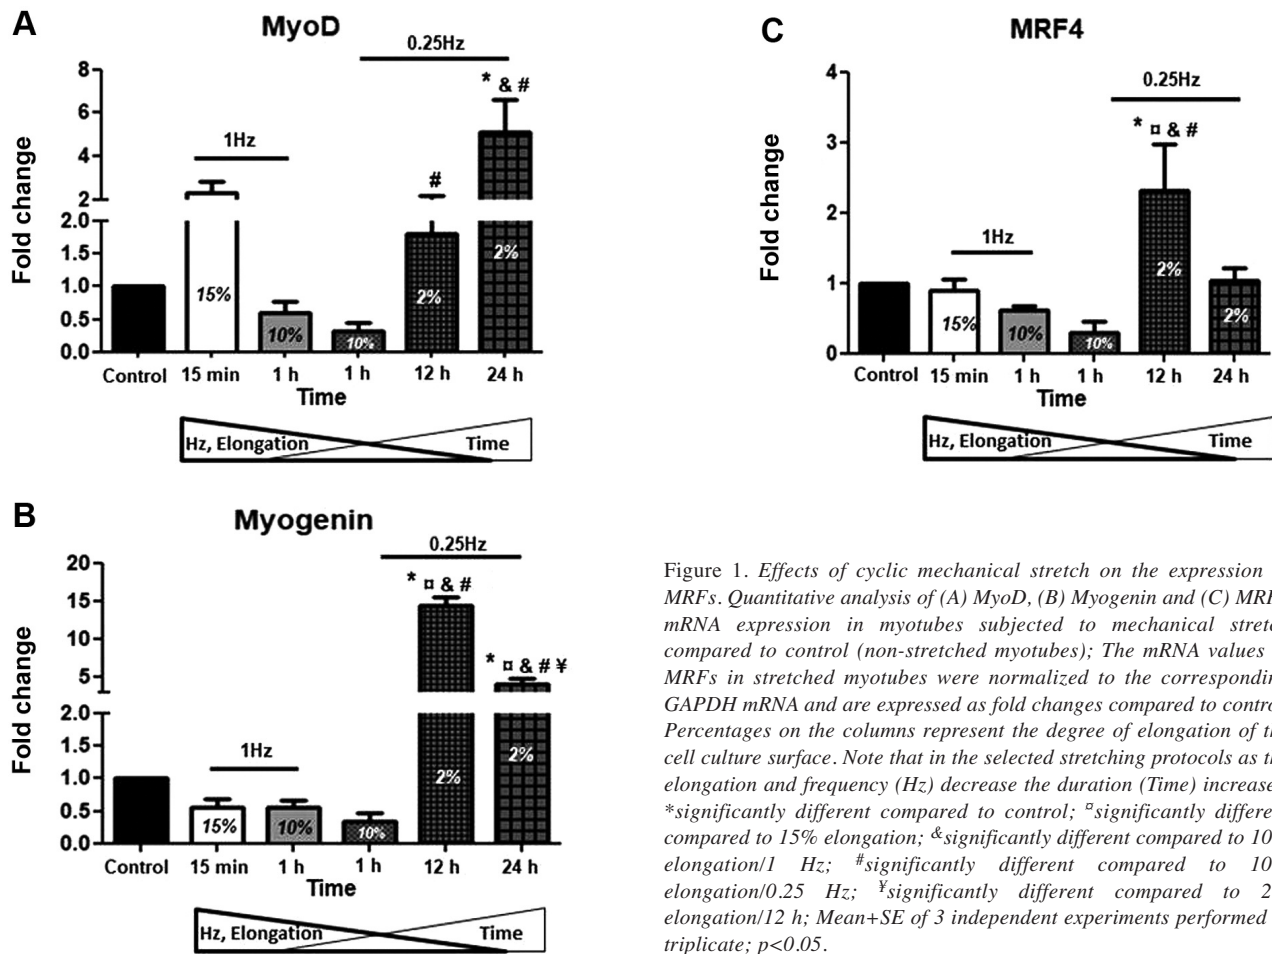 A
MyoD
0.25Hz
* & #
1Hz
#
Fold change
8
6
4
2
2.0
1.5
1.0
0.5
0.0
15%
10%
10%
2%
2%
Control 15 min 1 h 1 h 12 h 24 h
Time
Hz, Elongation Time
C
MRF4
0.25Hz
* ¤ & #
1Hz
Fold change
4
3
2
1
0
15%
10%
10%
2%
2%
Control 15 min 1 h 1 h 12 h 24 h
Time
Hz, Elongation Time
B
Myogenin
0.25Hz
* ¤ & #
* ¤ & # ¥
1Hz
Fold change
20
15
10
5
2.0
1.5
1.0
0.5
0.0
15%
10%
10%
2%
2%
Control 15 min 1 h 1 h 12 h 24 h
Time
Hz, Elongation Time
Figure 1. Effects of cyclic mechanical stretch on the expression
MRFs. Quantitative analysis of (A) MyoD, (B) Myogenin and (C)
mRNA expression in myotubes subjected to mechanical
compared to control (non-stretched myotubes); The mRNA values
MRFs in stretched myotubes were normalized to the
GAPDH mRNA and are expressed as fold changes compared to
Percentages on the columns represent the degree of elongation of
cell culture surface. Note that in the selected stretching protocols as
elongation and frequency (Hz) decrease the duration (Time)
*significantly different compared to control; ¤significantly
compared to 15% elongation; &significantly different compared to
elongation/1 Hz; #significantly different compared to
elongation/0.25 Hz; ¥significantly different compared to
elongation/12 h; Mean+SE of 3 independent experiments performed
triplicate; p<0.05.